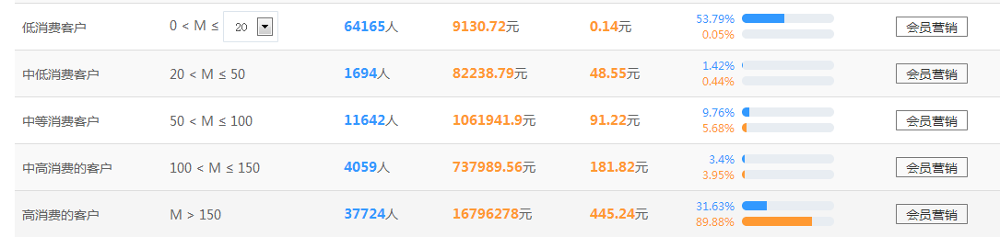 低消费客户 0 < M ≤ 20 64165人 9130.72元 0.14元 53.79% 会员营销
0.05%
中低消费客户 20 < M ≤ 50 1694人 82238.79元 48.55元 1.42% 会员营销
0.44%
中等消费客户 50 < M ≤ 100 11642人 1061941.9元 91.22元 9.76% 会员营销
5.68%
中高消费的客户 100 < M ≤ 150 4059人 737989.56元 181.82元 3.4% 会员营销
3.95%
高消费的客户 M > 150 37724人 16796278元 445.24元 31.63% 会员营销
89.88%